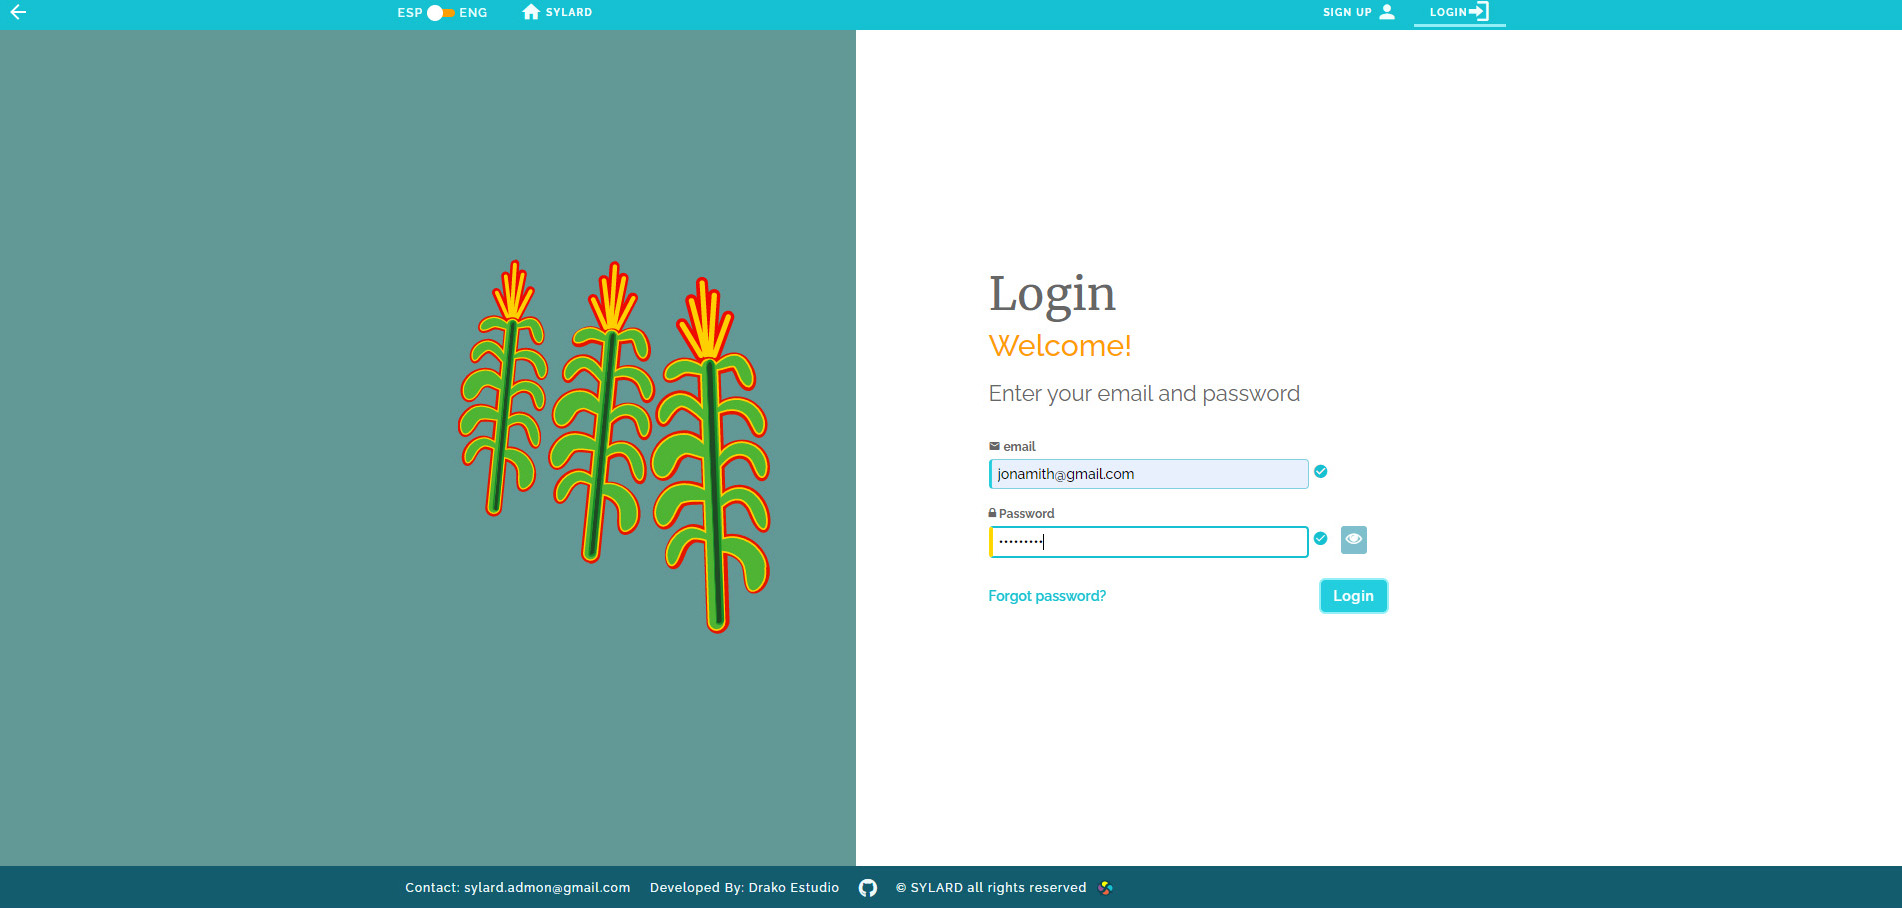 ESP ENG SYLARD SIGN UP LOGIN
Login
Welcome!
Enter your email and password
email
jonamith@gmail.com
Password
•••••••••
Forgot password? Login
Contact: sylard.admon@gmail.com Developed By: Drako Estudio © SYLARD all rights reserved